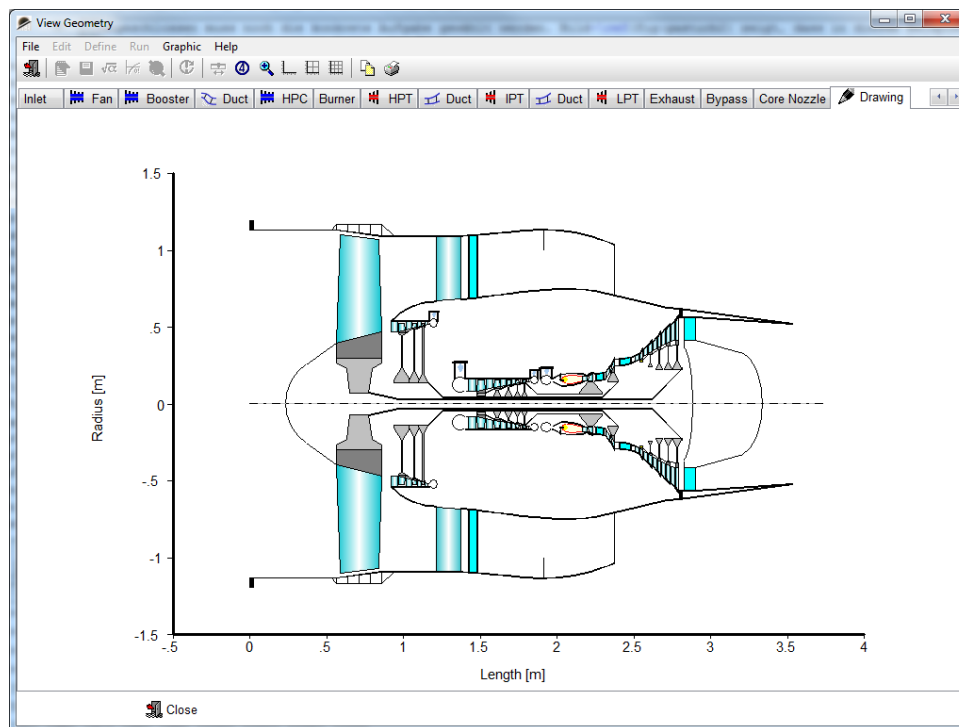 View Geometry
File Edit Define Run Graphic Help
Inlet Fan Booster Duct HPC Burner HPT Duct IPT Duct LPT Exhaust Bypass Core Nozzle Drawing
1.5
1
.5
0
-.5
-1
-1.5
Radius [m]
-.5 0 .5 1 1.5 2 2.5 3 3.5 4
Length [m]
Close